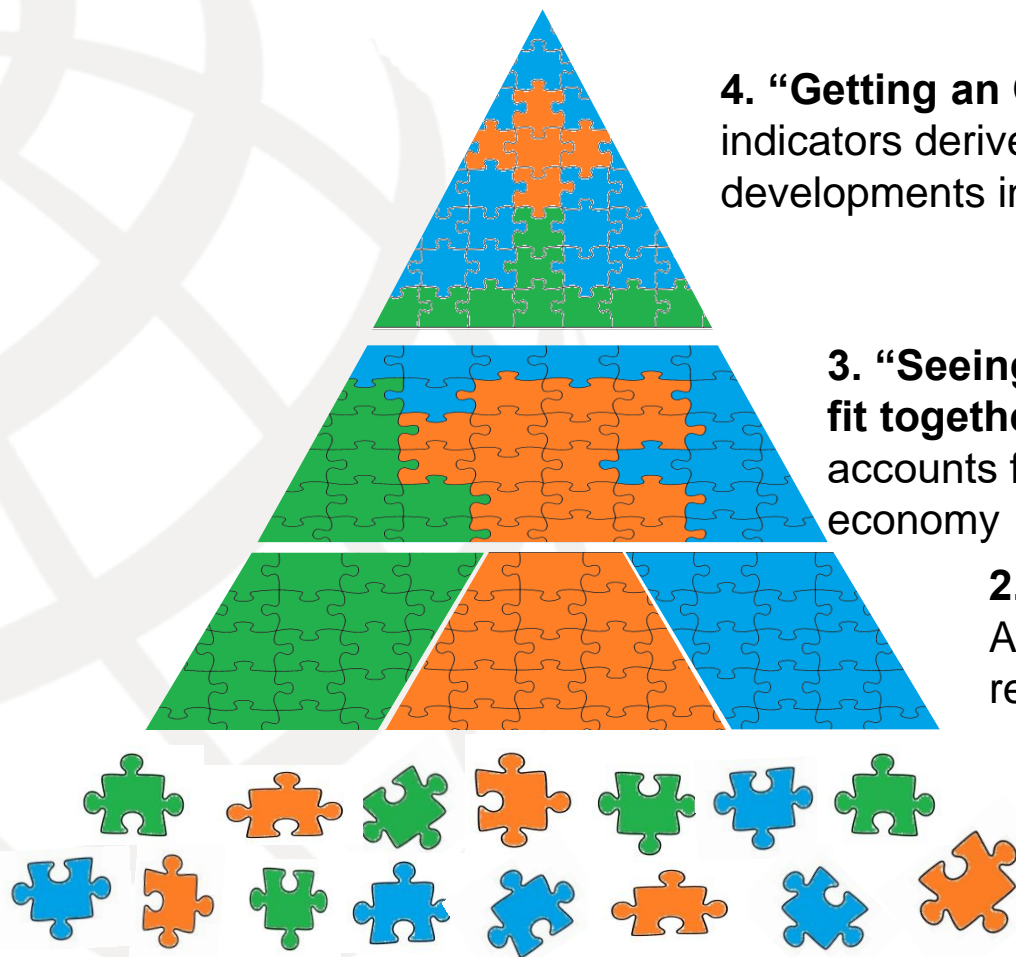 4. “Getting an
indicators derive
developments in
3. “Seeing
fit togethe
accounts f
economy
2.
A
re